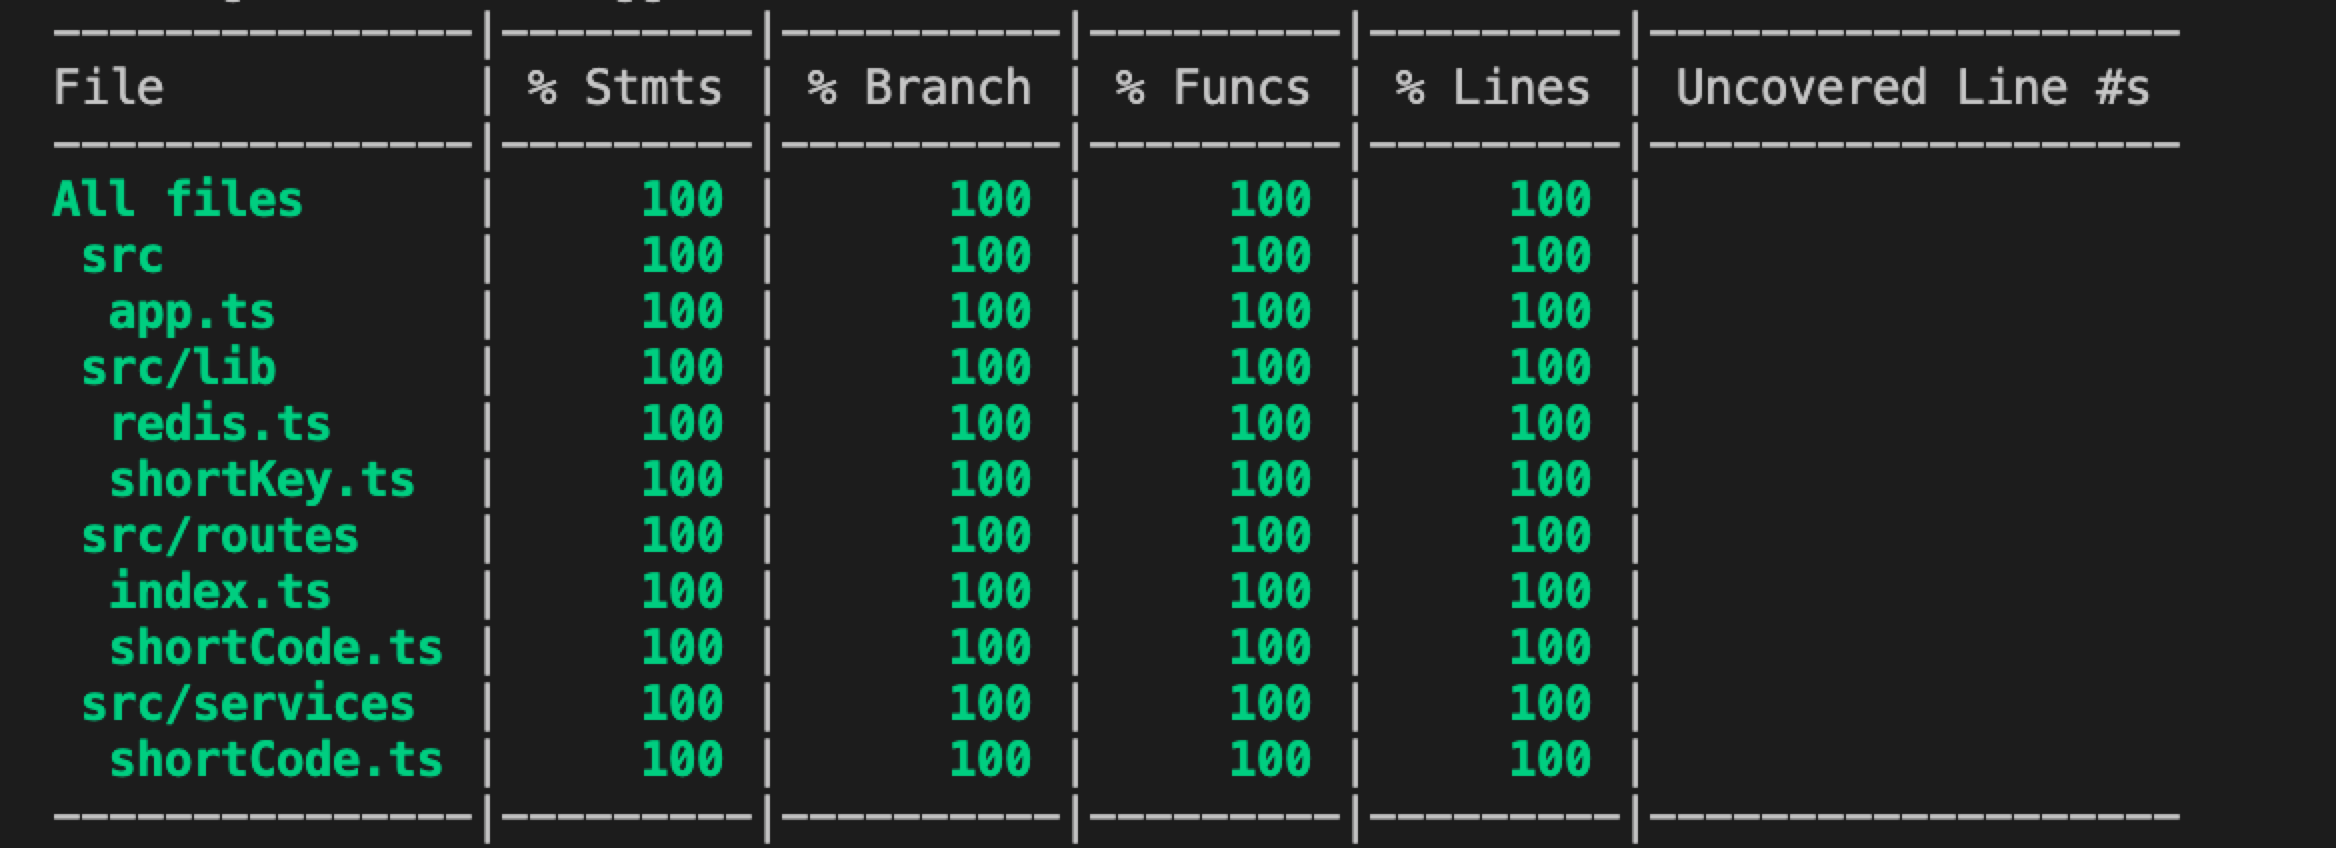 File | % Stmts | % Branch | % Funcs | % Lines | Uncovered Line #s
All files | 100 | 100 | 100 | 100 |
src | 100 | 100 | 100 | 100 |
app.ts | 100 | 100 | 100 | 100 |
src/lib | 100 | 100 | 100 | 100 |
redis.ts | 100 | 100 | 100 | 100 |
shortKey.ts | 100 | 100 | 100 | 100 |
src/routes | 100 | 100 | 100 | 100 |
index.ts | 100 | 100 | 100 | 100 |
shortCode.ts | 100 | 100 | 100 | 100 |
src/services | 100 | 100 | 100 | 100 |
shortCode.ts | 100 | 100 | 100 | 100 |